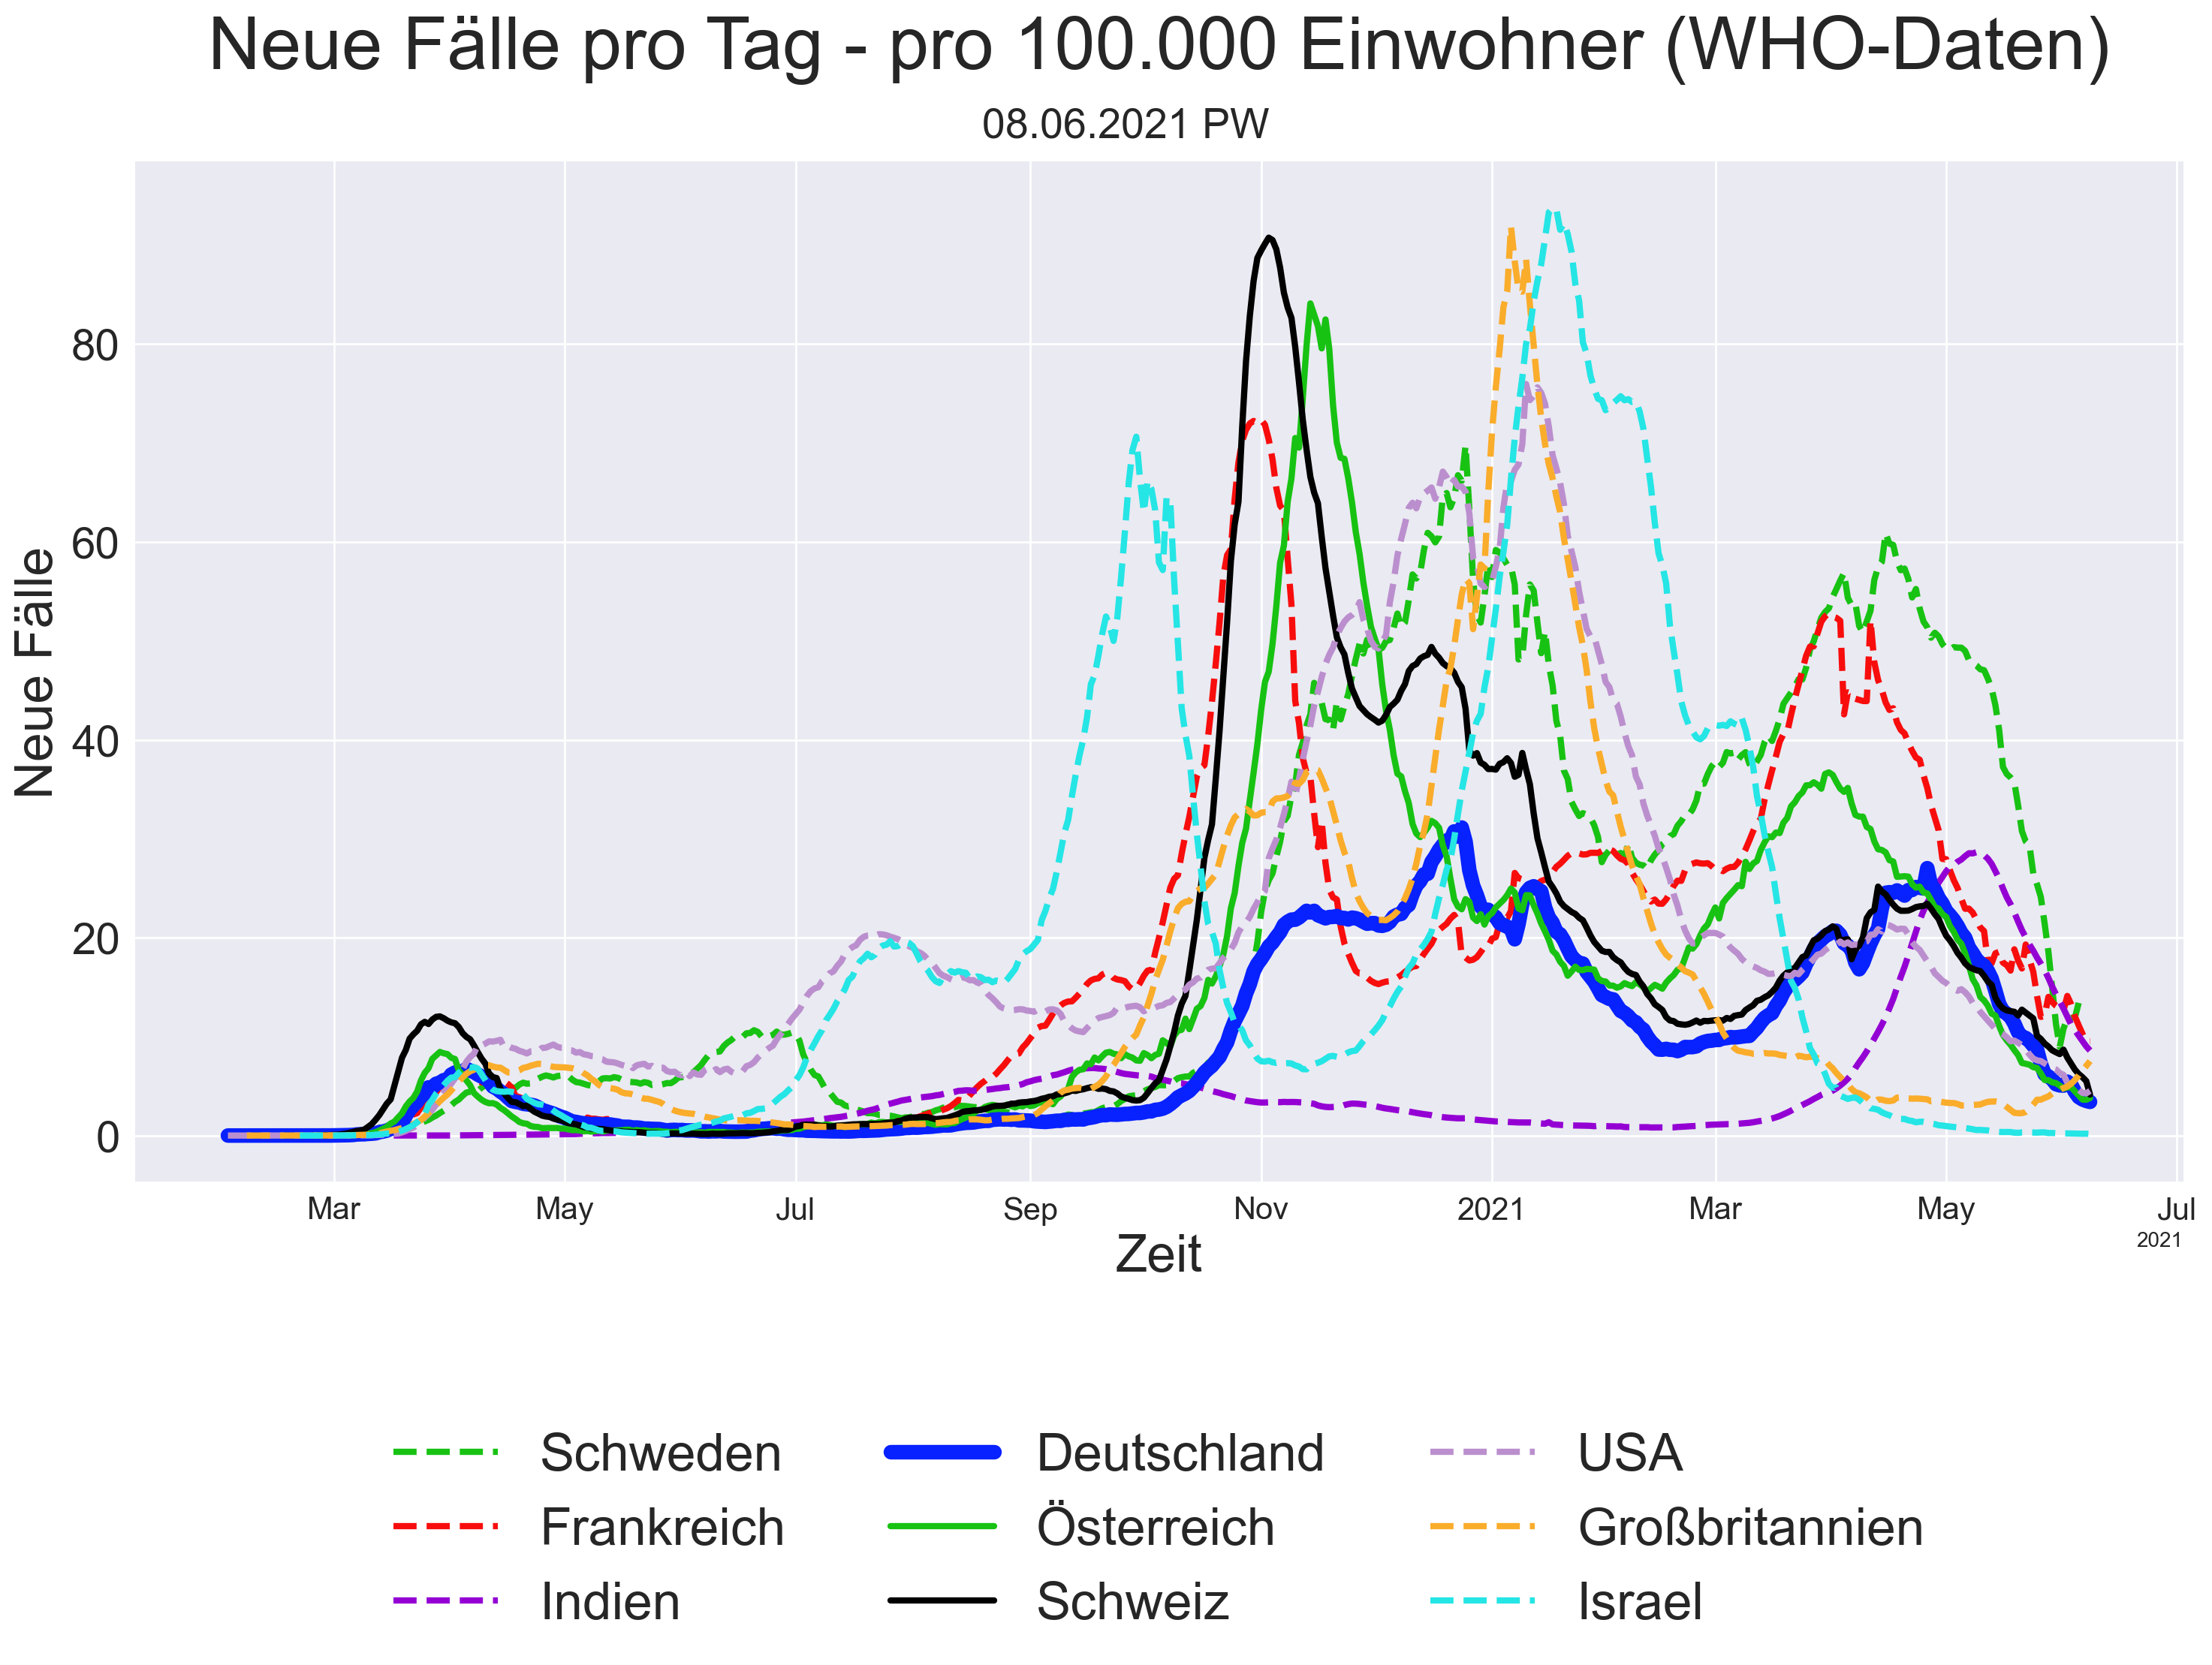 Neue Fälle pro Tag - pro 100.000 Einwohner (WHO-Daten)
08.06.2021 PW
Neue Fälle
80
60
40
20
0
Mar May Jul Sep Nov 2021 Mar May Jul
2021
Zeit
Schweden Deutschland USA
Frankreich Österreich Großbritannien
Indien Schweiz Israel